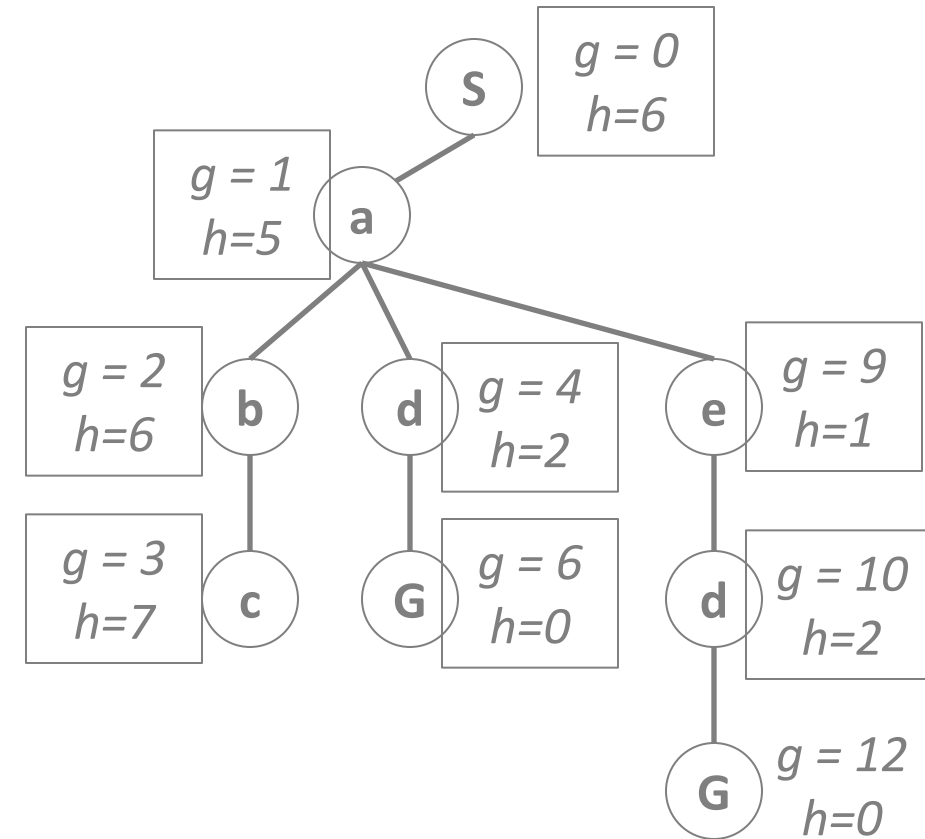 S
g = 0
h=6
g = 1
h=5
a
g = 2
h=6
b
d
g = 4
h=2
e
g = 9
h=1
g = 3
h=7
c
G
g = 6
h=0
d
g = 10
h=2
G
g = 12
h=0